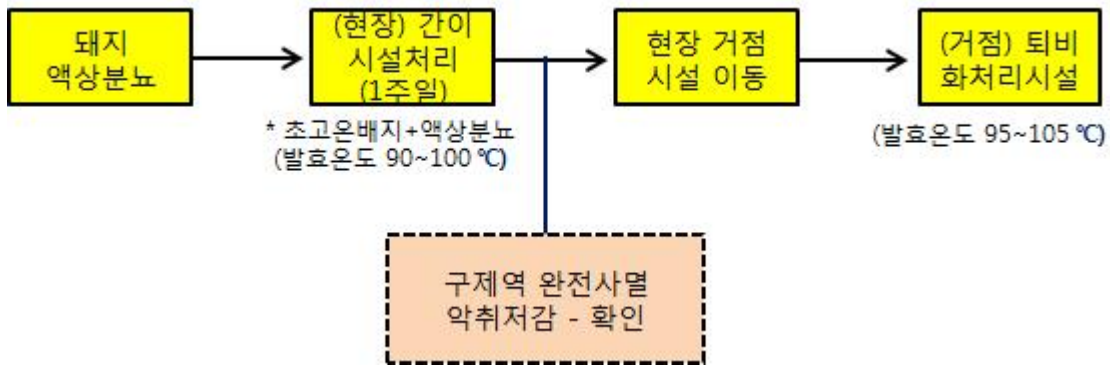 돼지
액상분뇨
(현장) 간이
시설처리
(1주일)
* 초고온배지+액상분뇨
(발효온도 90~100 ℃)
현장 거점
시설 이동
(거점) 퇴비
화처리시설
(발효온도 95~105 ℃)
구제역 완전사멸
악취저감 - 확인